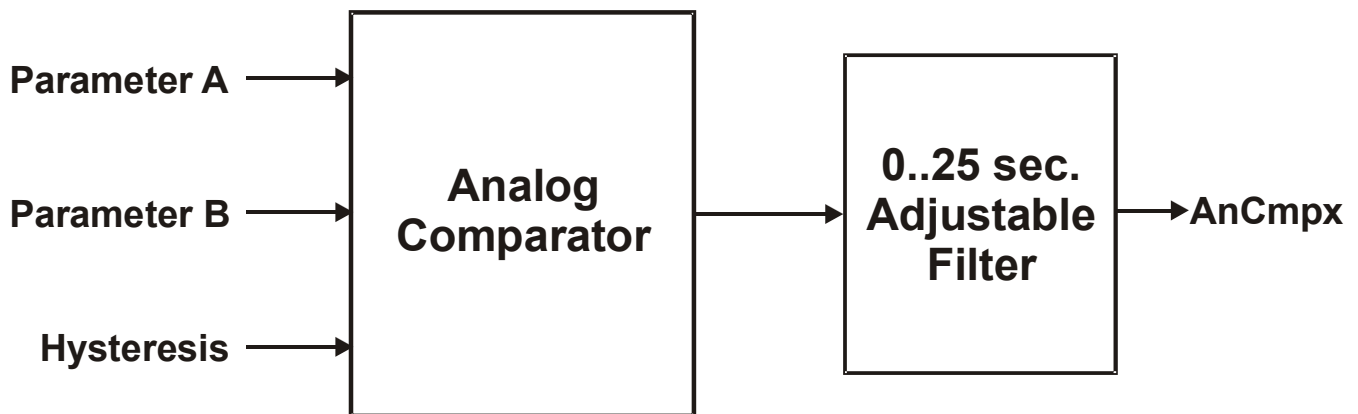 Parameter A
Parameter B
Hysteresis
Analog
Comparator
0..25 sec.
Adjustable
Filter
AnCmpx